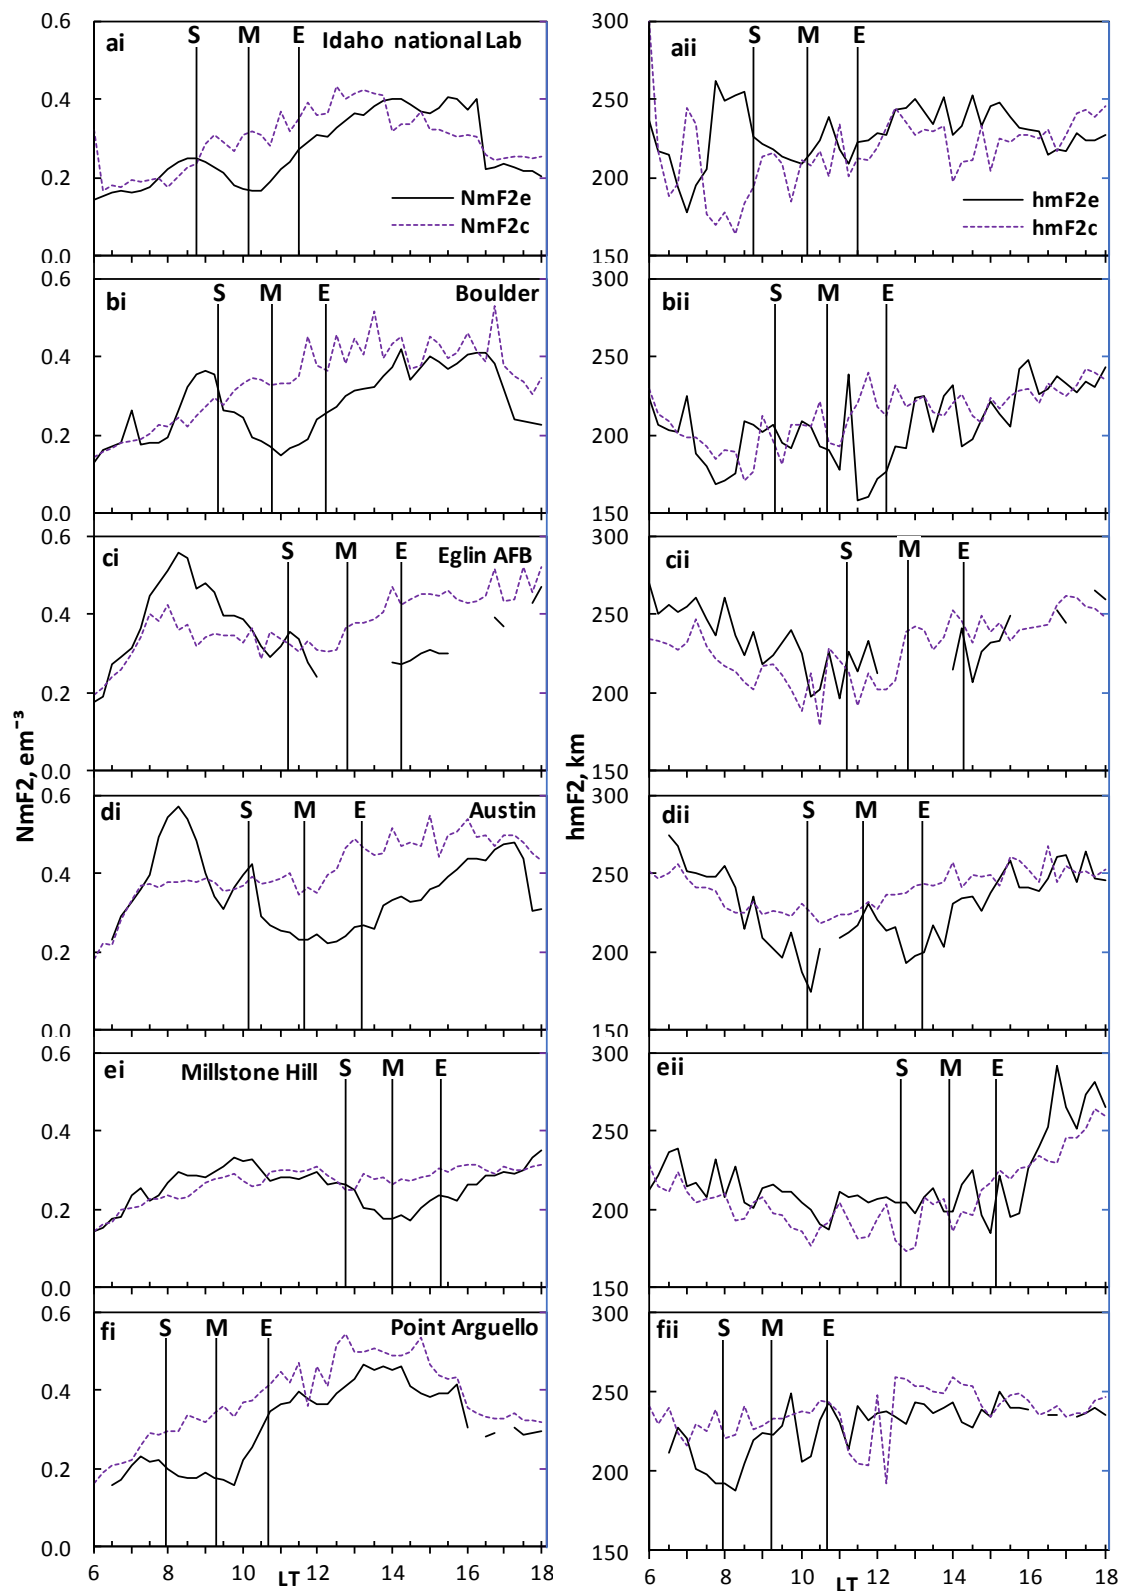 0.6
0.4
0.2
0.0
ai
S M E
Idaho national Lab
NmF2e
NmF2c
300
250
200
150
aii
S M E
hmF2e
hmF2c
0.6
0.4
0.2
0.0
bi
S M E
Boulder
300
250
200
150
bii
S M E
0.6
0.4
0.2
0.0
ci
S M E
Eglin AFB
300
250
200
150
cii
S M E
NmF2, em⁻³
hmF2, km
0.6
0.4
0.2
0.0
di
S M E
Austin
300
250
200
150
dii
S M E
0.6
0.4
0.2
0.0
ei
Millstone Hill
S M E
300
250
200
150
eii
S M E
0.6
0.4
0.2
0.0
fi
S M E
Point Arguello
300
250
200
150
fii
S M E
6 8 10 12 14 16 18
LT
6 8 10 12 14 16 18
LT